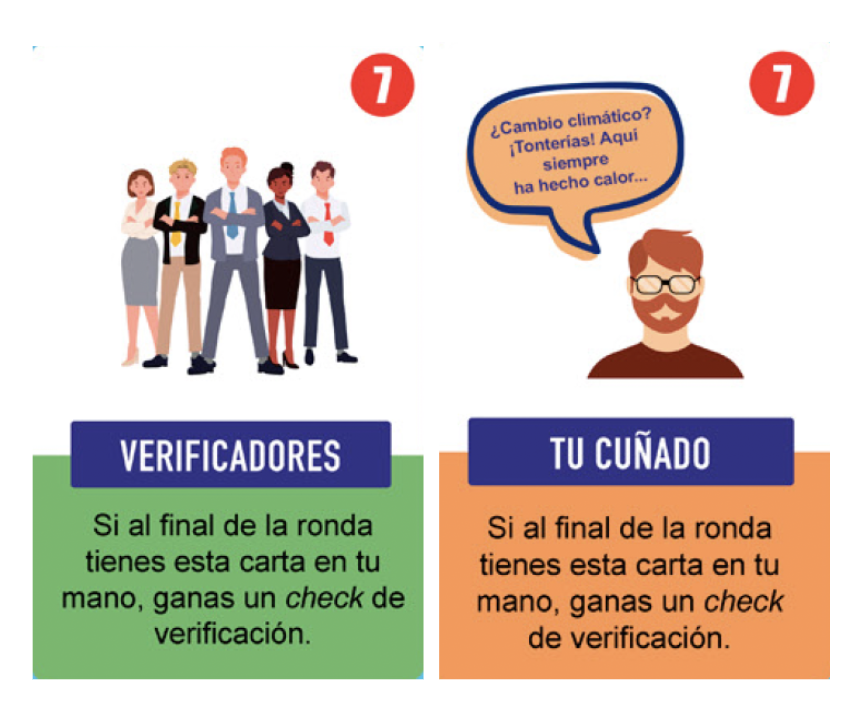 7
VERIFICADORES
Si al final de la ronda
tienes esta carta en tu
mano, ganas un check de
verificación.
7
¿Cambio climático?
¡Tonterías! Aquí
siempre
ha hecho calor...
TU CUÑADO
Si al final de la ronda
tienes esta carta en tu
mano, ganas un check
de verificación.